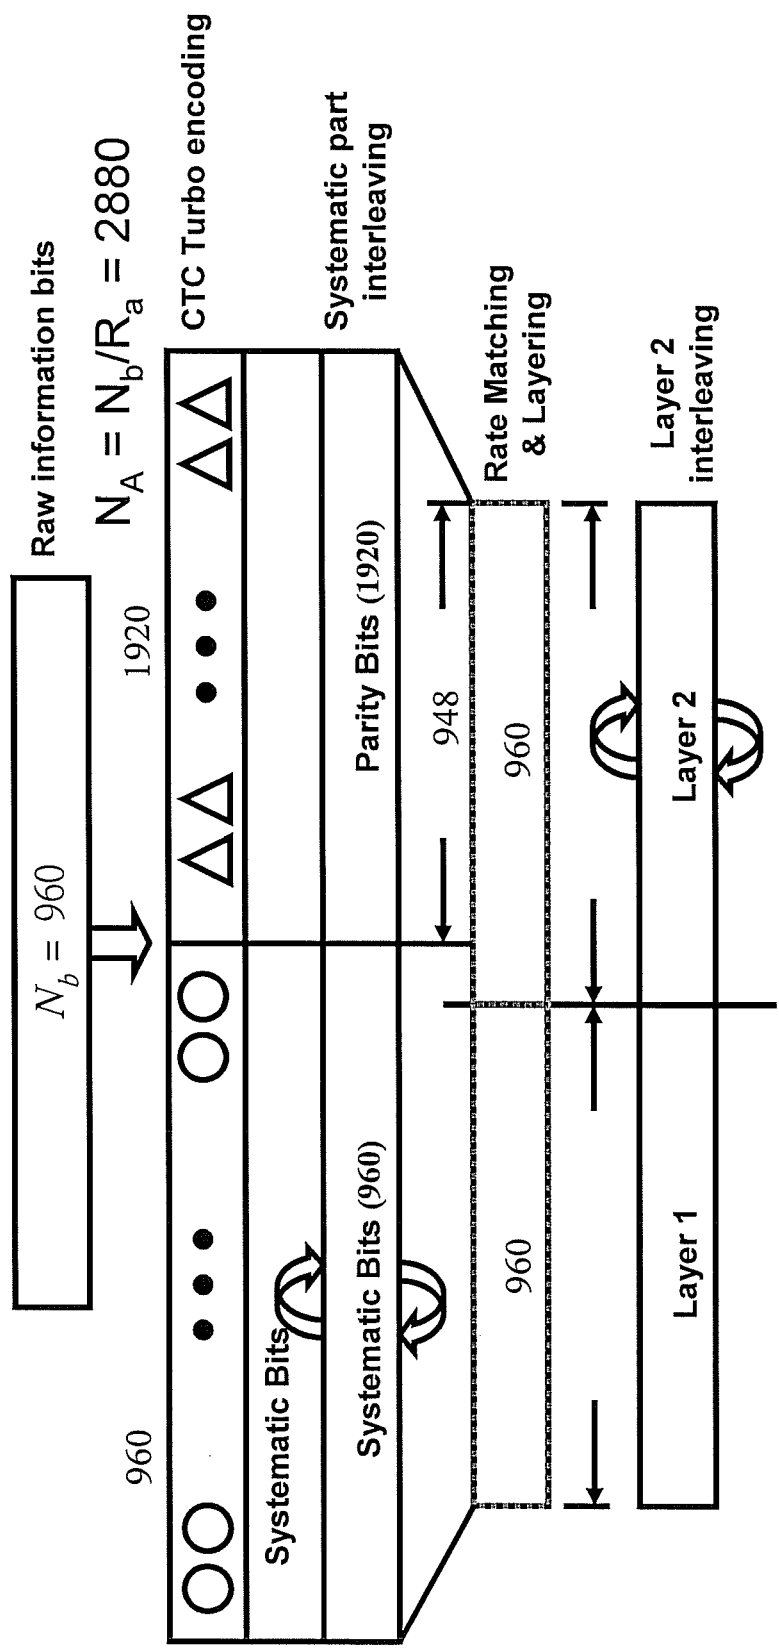 Raw information bits
N_b = 960
N_A = N_b/R_a = 2880
960
1920
CTC Turbo encoding
Systematic Bits
Systematic part
interleaving
Systematic Bits (960)
Parity Bits (1920)
948
Rate Matching
& Layering
960
960
Layer 2
interleaving
Layer 1
Layer 2